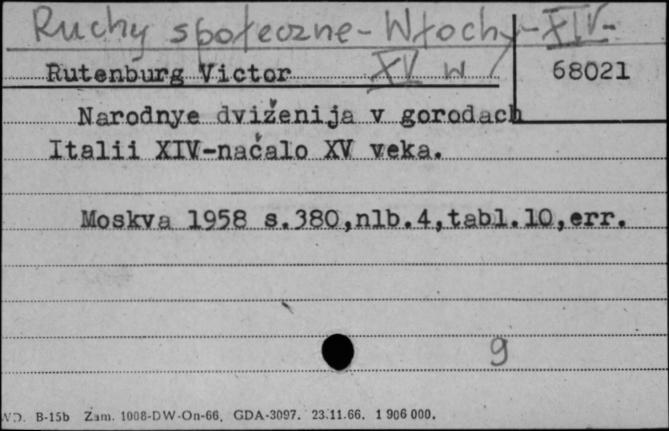 Ruchy społeczne - Włochy - XIV -
XV w
Rutenburg Victor
68021
Narodnye dviženija v gorodach
Italii XIV-načalo XV veka.
Moskva 1958 s.380,nlb.4,tabl.10,err.
9
WD. B-15b Zam. 1008-DW-On-66. GDA-3097. 23.11.66. 1 906 000.